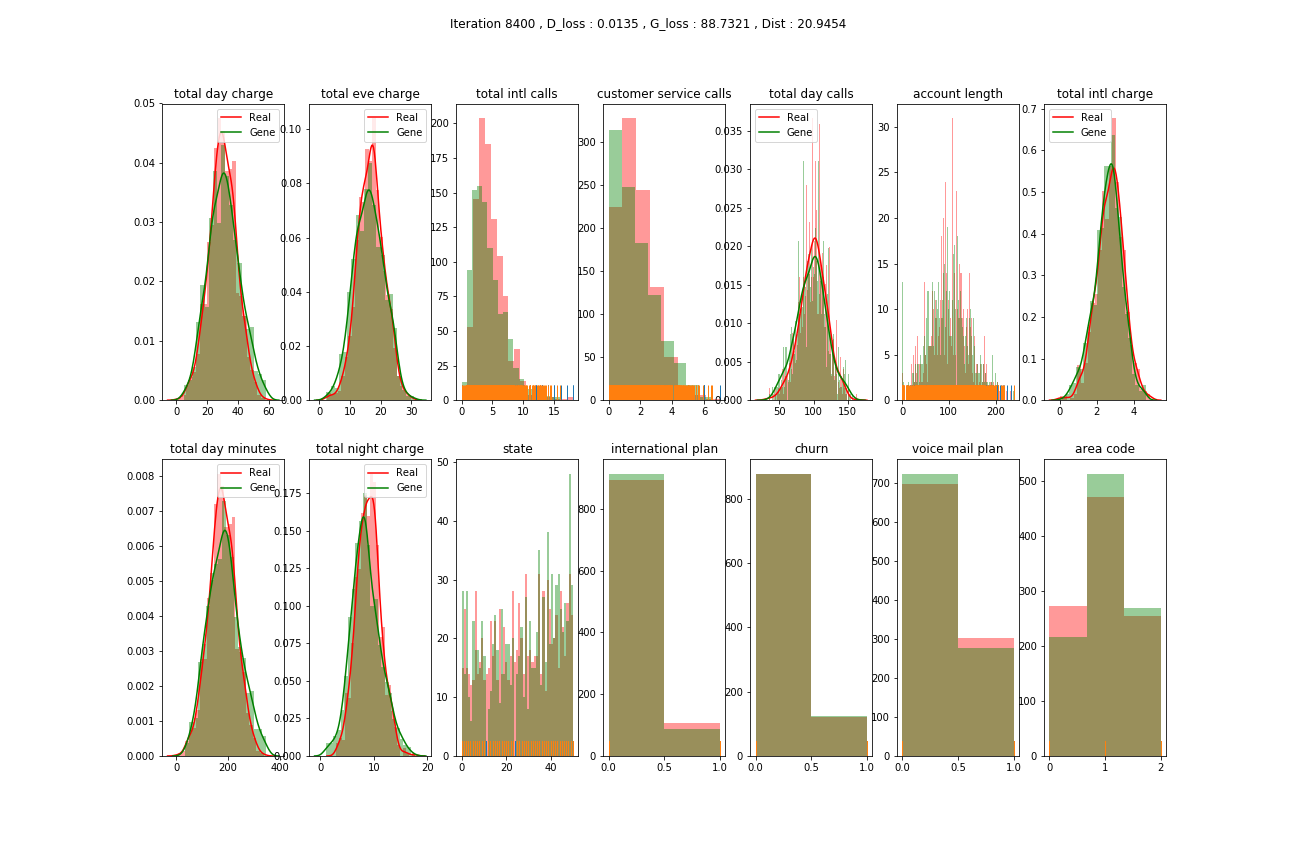 Iteration 8400 , D_loss : 0.0135 , G_loss : 88.7321 , Dist : 20.9454
total day charge
Real
Gene
0.05
0.04
0.03
0.02
0.01
0.00
0 20 40 60
total eve charge
Real
Gene
0.10
0.08
0.06
0.04
0.02
0.00
0 10 20 30
total intl calls
200
175
150
125
100
75
50
25
0
0 5 10 15
customer service calls
300
250
200
150
100
50
0
0 2 4 6
total day calls
Real
Gene
0.035
0.030
0.025
0.020
0.015
0.010
0.005
0.000
50 100 150
account length
30
25
20
15
10
5
0
0 100 200
total intl charge
Real
Gene
0.7
0.6
0.5
0.4
0.3
0.2
0.1
0.0
0 2 4
total day minutes
Real
Gene
0.008
0.007
0.006
0.005
0.004
0.003
0.002
0.001
0.000
0 200 400
total night charge
Real
Gene
0.175
0.150
0.125
0.100
0.075
0.050
0.025
0.000
0 10 20
state
50
40
30
20
10
0
0 20 40
international plan
800
600
400
200
0
0.0 0.5 1.0
churn
800
600
400
200
0
0.0 0.5 1.0
voice mail plan
700
600
500
400
300
200
100
0
0.0 0.5 1.0
area code
500
400
300
200
100
0
0 1 2